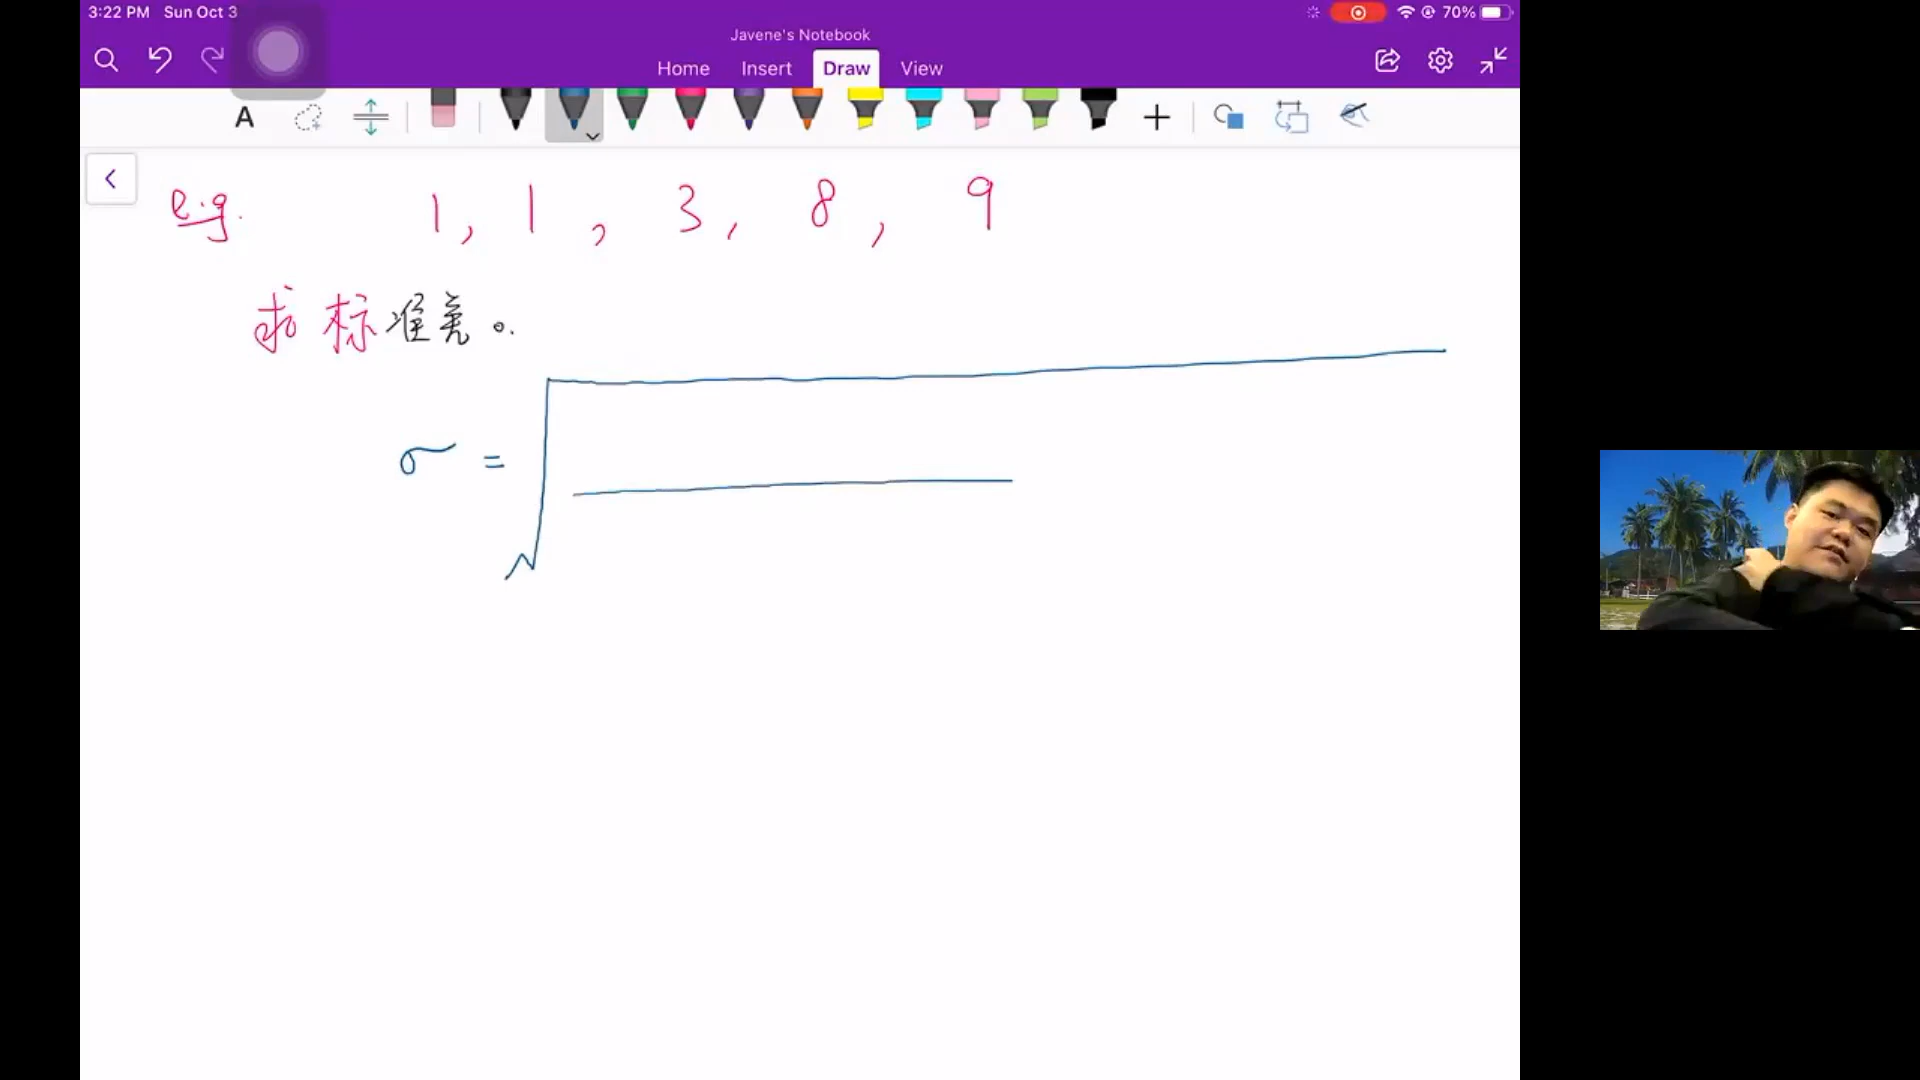 3:22 PM Sun Oct 3
70%
Javene's Notebook
Home Insert Draw View
A
e.g. 1, 1, 3, 8, 9
求标准差。
σ = √